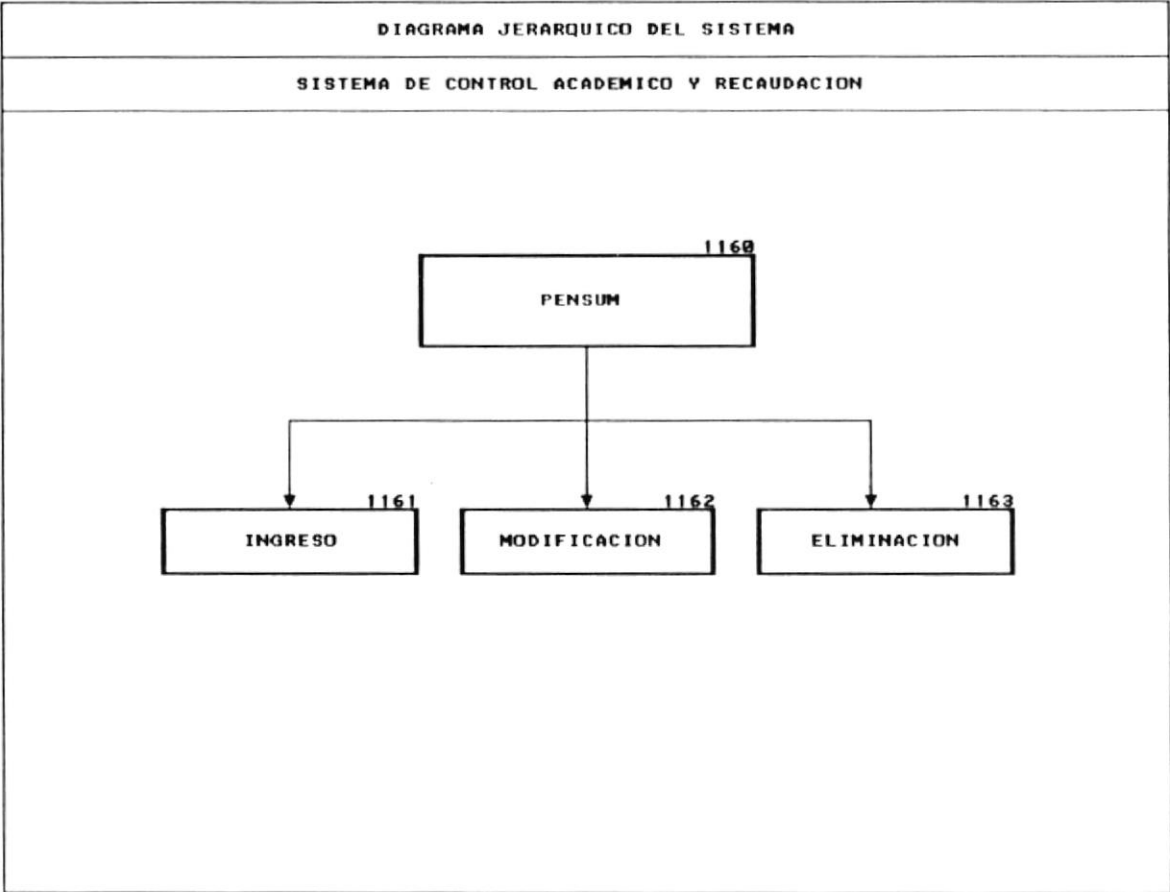 DIAGRAMA JERARQUICO DEL SISTEMA
SISTEMA DE CONTROL ACADEMICO Y RECAUDACION
1160
PENSUM
1161
INGRESO
1162
MODIFICACION
1163
ELIMINACION